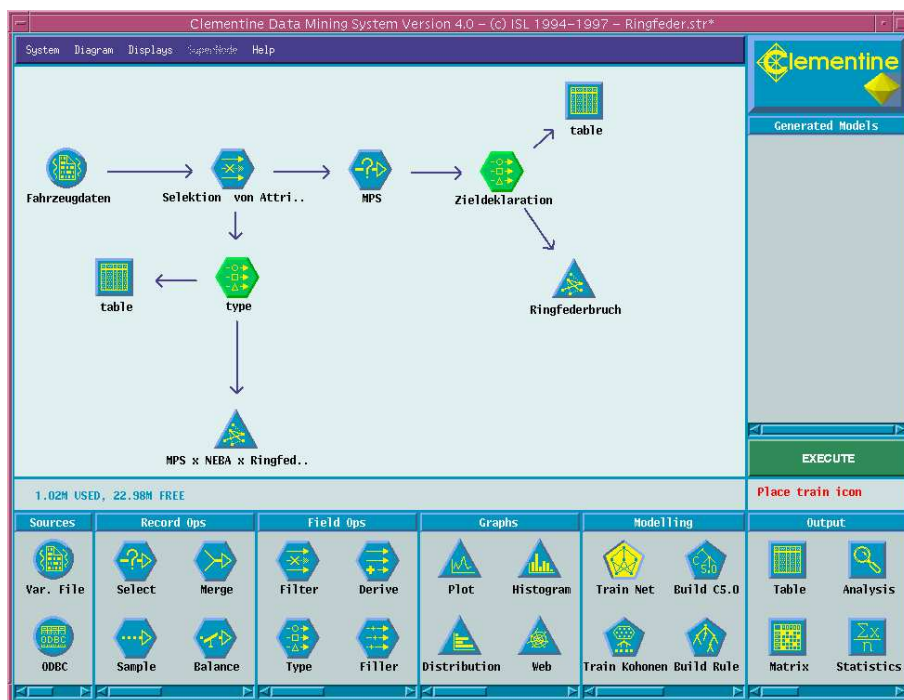 Clementine Data Mining System Version 4.0 – (c) ISL 1994–1997 – Ringfeder.str*
System Diagram Displays SuperNode Help
Clementine
Generated Models
table
Fahrzeugdaten
Selektion von Attri..
MPS
Zieldeklaration
table
type
Ringfederbruch
MPS x NEBA x Ringfed..
EXECUTE
1.02M USED, 22.98M FREE
Place train icon
Sources Record Ops Field Ops Graphs Modelling Output
Var. File Select Merge Filter Derive Plot Histogram Train Net Build C5.0 Table Analysis
ODBC Sample Balance Type Filler Distribution Web Train Kohonen Build Rule Matrix Statistics